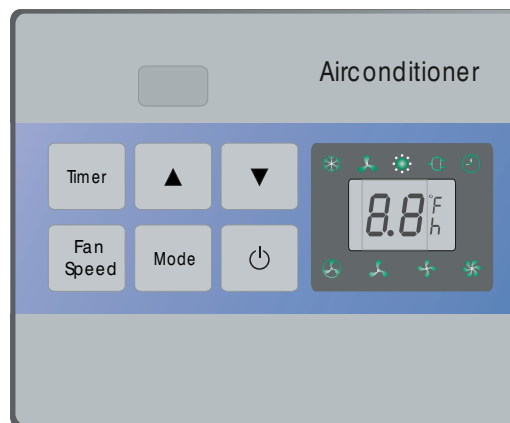 Airconditioner
Timer ▲ ▼
8.8 °F
h
Fan
Speed
Mode